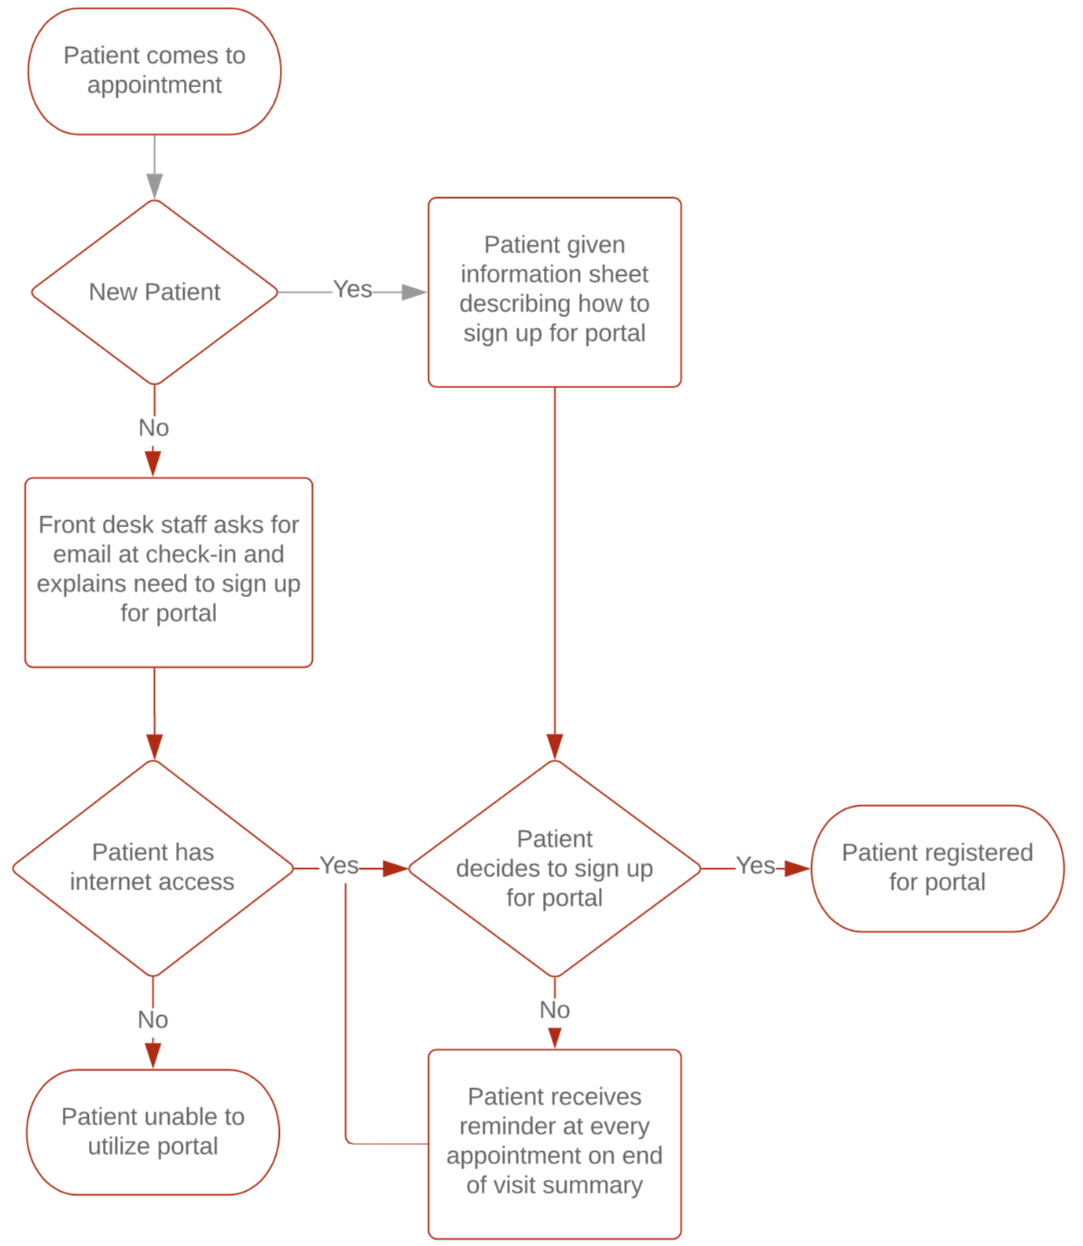 Patient comes to
appointment
New Patient
Yes
Patient given
information sheet
describing how to
sign up for portal
No
Front desk staff asks for
email at check-in and
explains need to sign up
for portal
Patient has
internet access
Yes
Patient
decides to sign up
for portal
Yes
Patient registered
for portal
No
Patient unable to
utilize portal
No
Patient receives
reminder at every
appointment on end
of visit summary